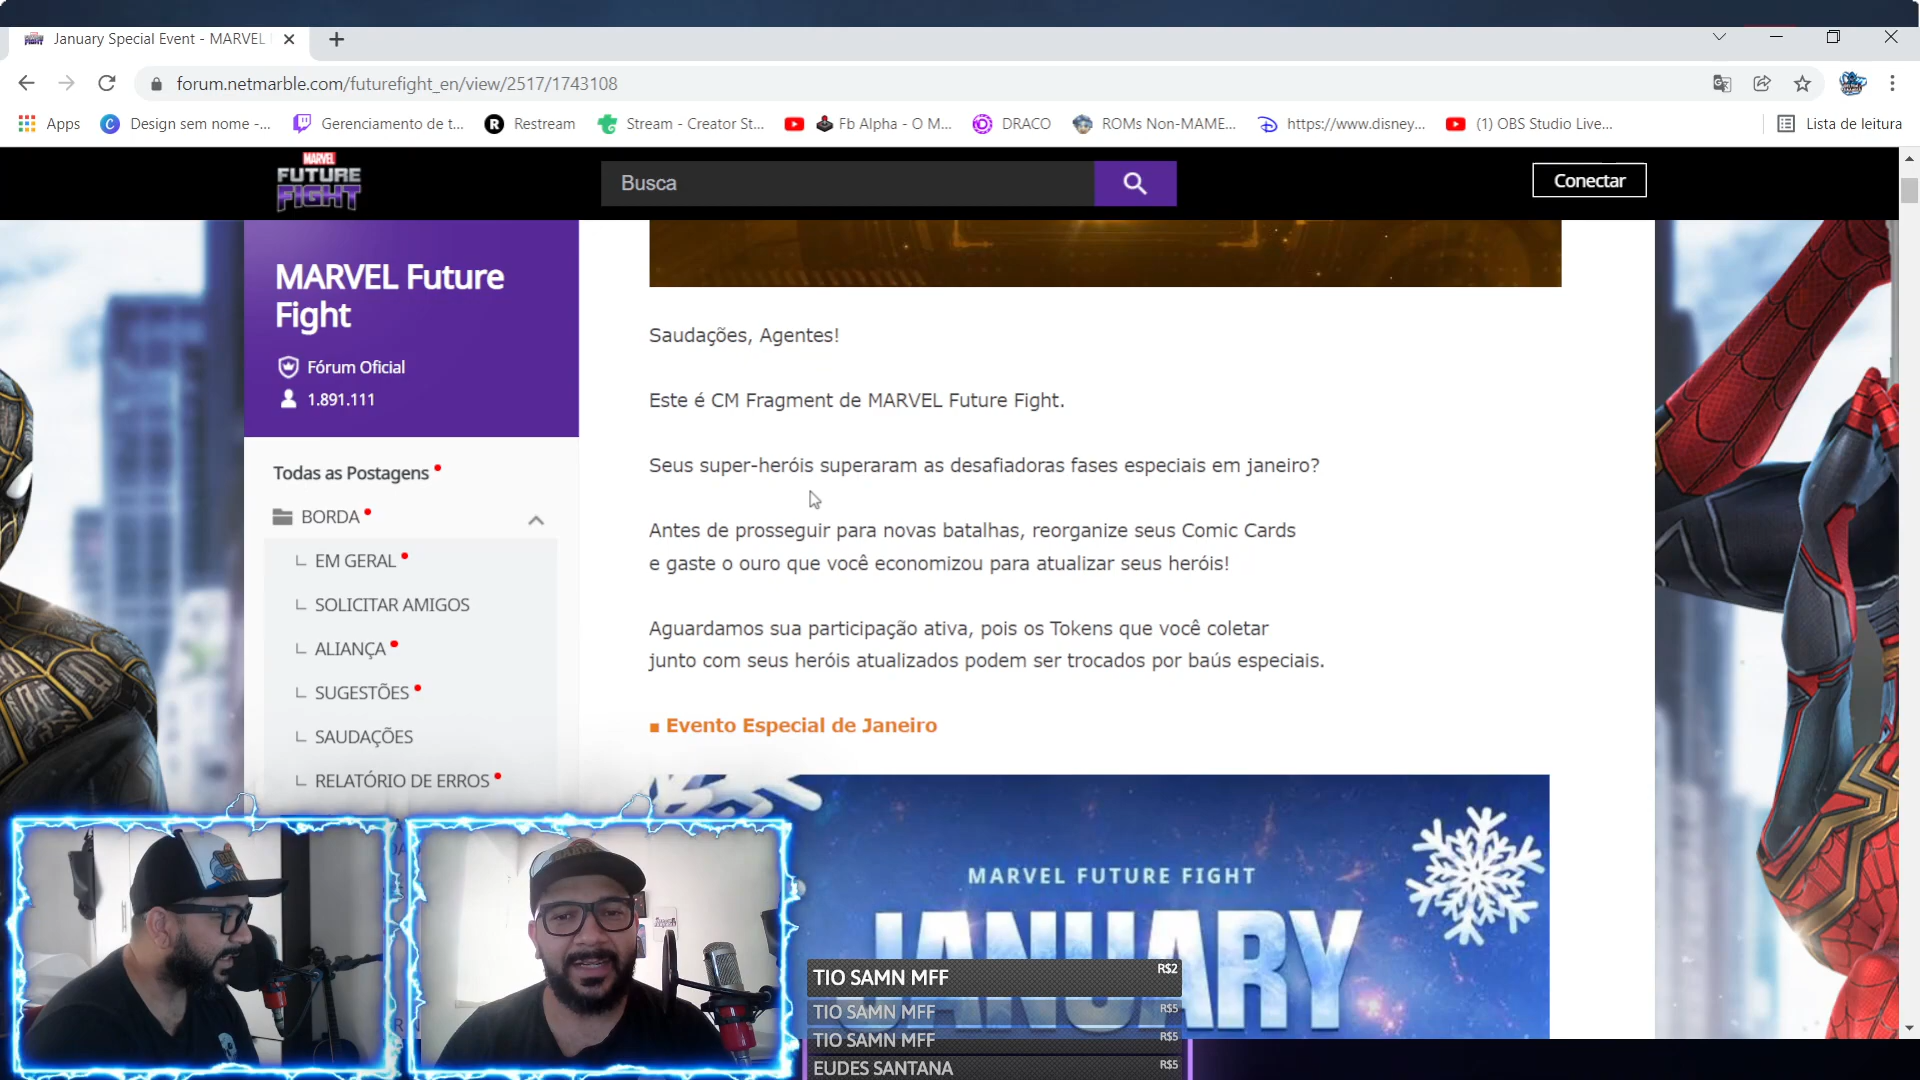 January Special Event - MARVEL
forum.netmarble.com/futurefight_en/view/2517/1743108
Apps
Design sem nome -...
Gerenciamento de t...
Restream
Stream - Creator St...
Fb Alpha - O M...
DRACO
ROMs Non-MAME...
https://www.disney...
(1) OBS Studio Live...
Lista de leitura
MARVEL
FUTURE
FIGHT
Busca
Conectar
MARVEL Future
Fight
Fórum Oficial
1.891.111
Todas as Postagens
BORDA
EM GERAL
SOLICITAR AMIGOS
ALIANÇA
SUGESTÕES
SAUDAÇÕES
RELATÓRIO DE ERROS
Saudações, Agentes!
Este é CM Fragment de MARVEL Future Fight.
Seus super-heróis superaram as desafiadoras fases especiais em janeiro?
Antes de prosseguir para novas batalhas, reorganize seus Comic Cards
e gaste o ouro que você economizou para atualizar seus heróis!
Aguardamos sua participação ativa, pois os Tokens que você coletar
junto com seus heróis atualizados podem ser trocados por baús especiais.
■ Evento Especial de Janeiro
MARVEL FUTURE FIGHT
JANUARY
TIO SAMN MFF R$2
TIO SAMN MFF R$5
TIO SAMN MFF R$5
EUDES SANTANA R$5